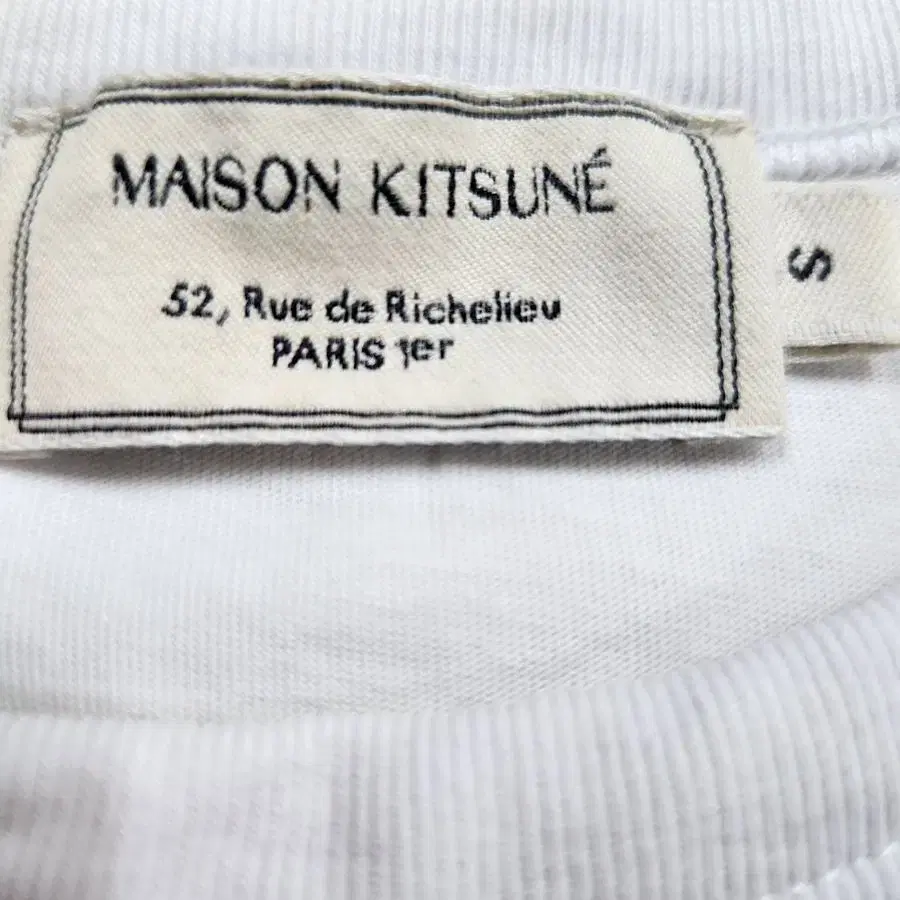 MAISON KITSUNÉ
52, Rue de Richelieu
PARIS 1er
S